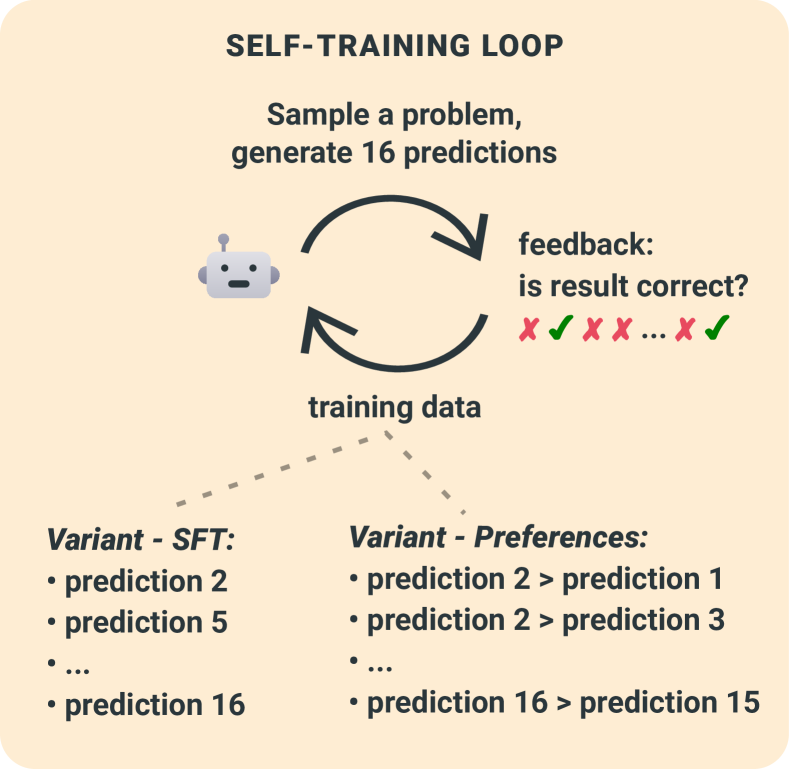 SELF-TRAINING LOOP
Sample a problem,
generate 16 predictions
feedback:
is result correct?
✗ ✓ ✗ ✗ ... ✗ ✓
training data
Variant - SFT:
• prediction 2
• prediction 5
• ...
• prediction 16
Variant - Preferences:
• prediction 2 > prediction 1
• prediction 2 > prediction 3
• ...
• prediction 16 > prediction 15